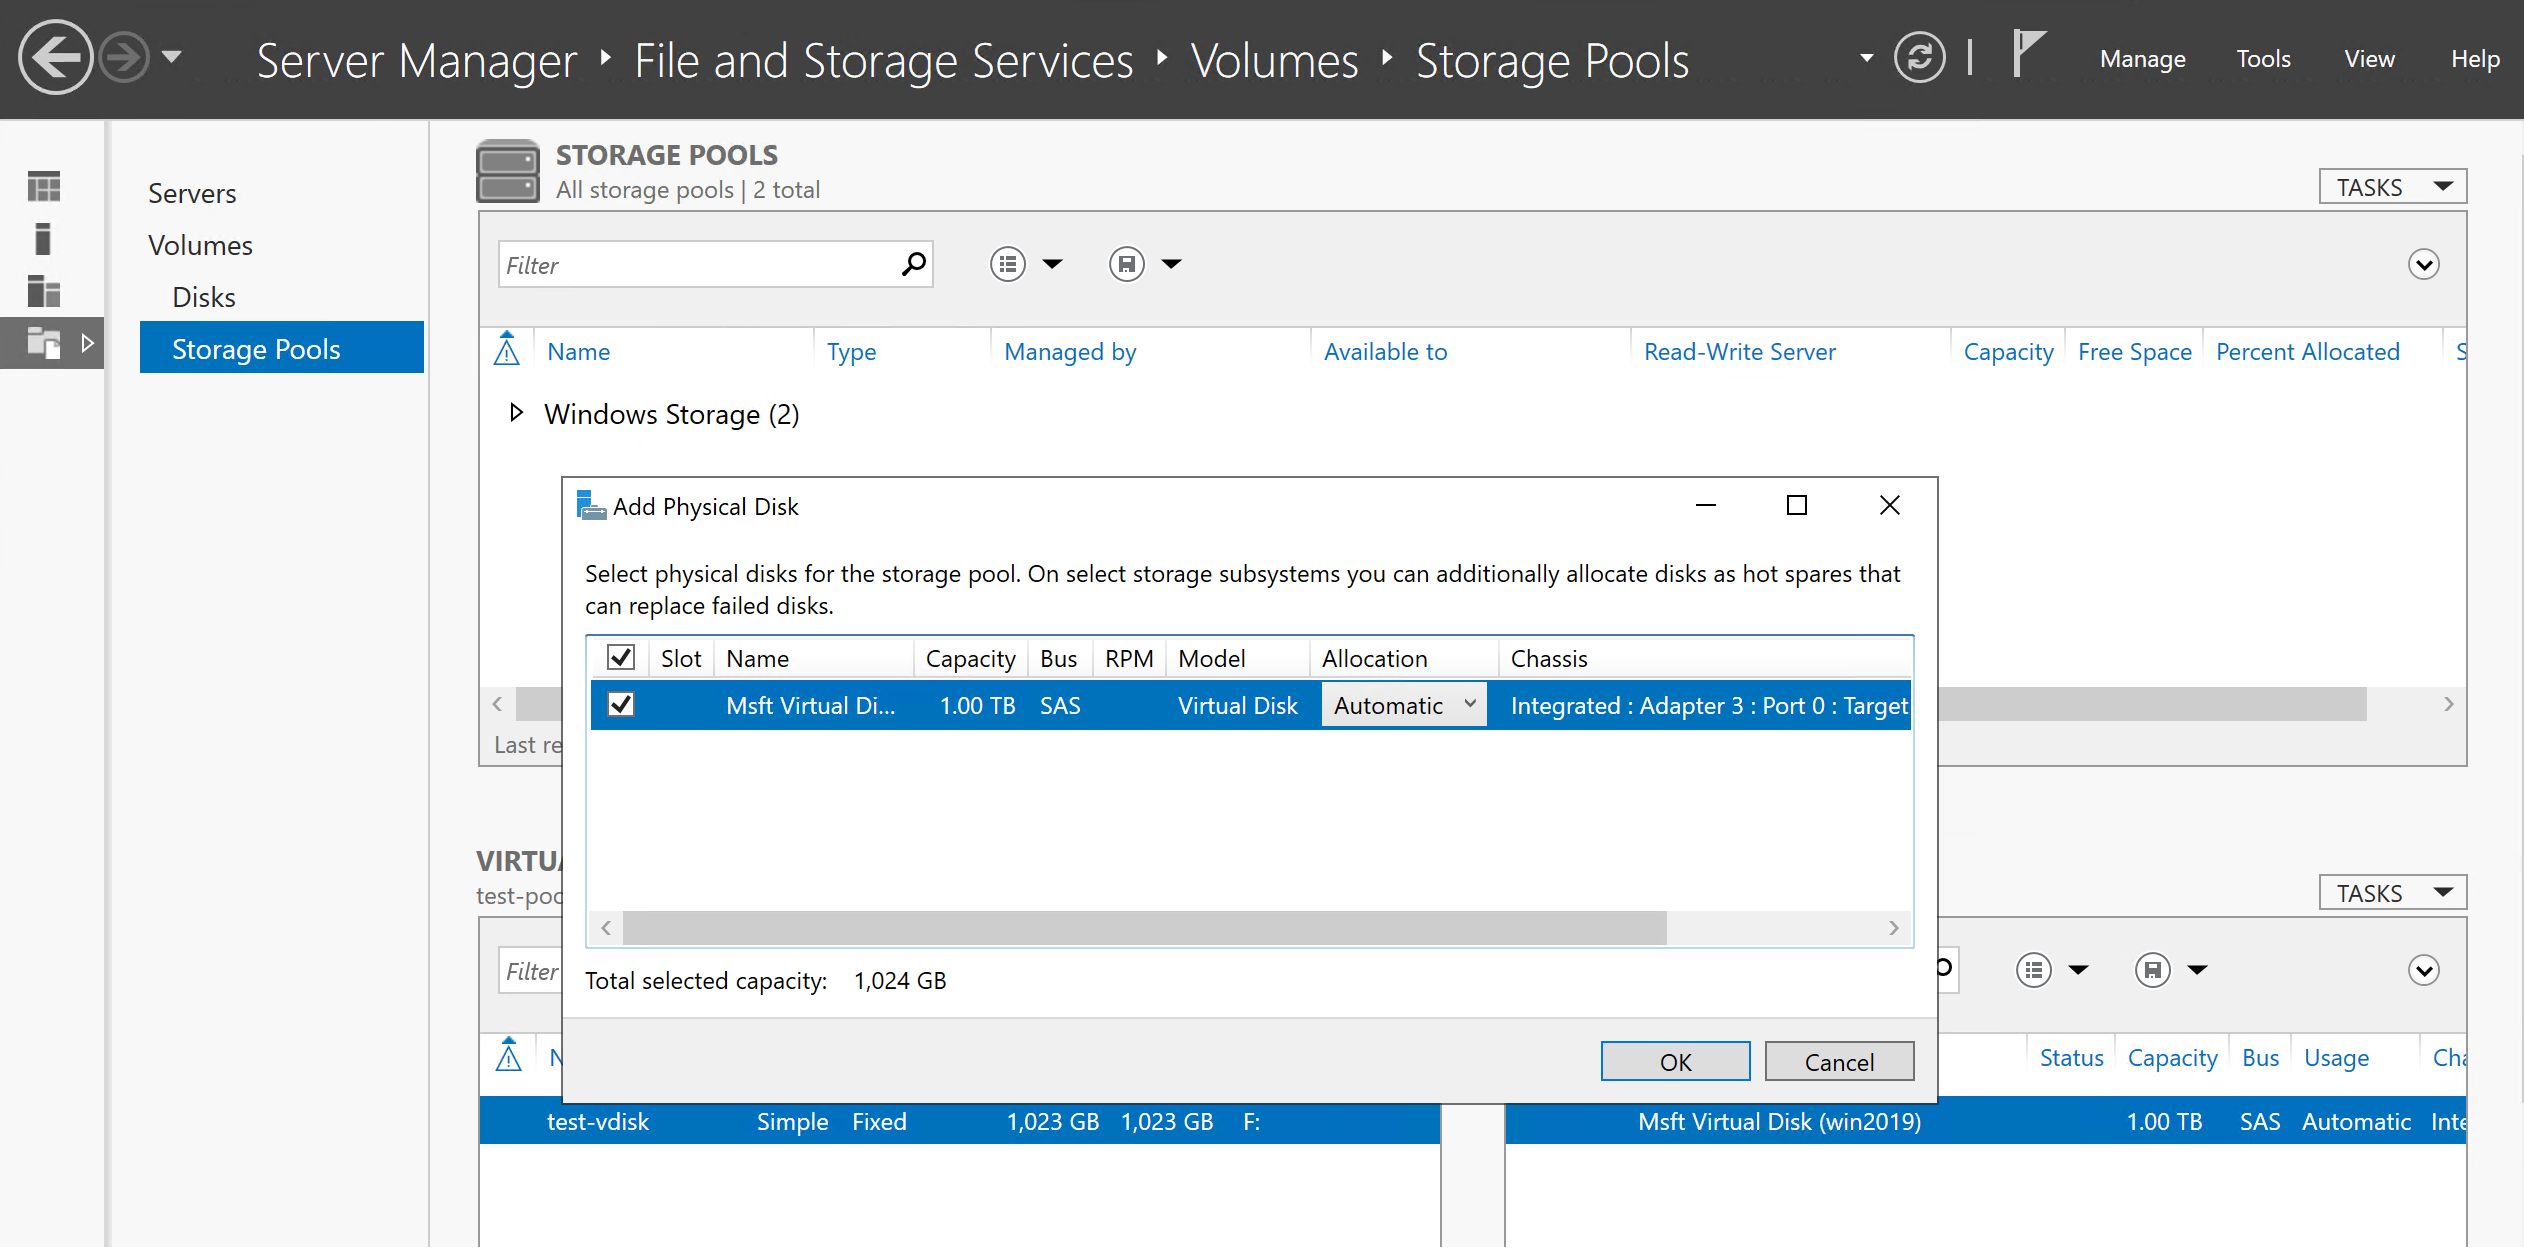 Server Manager ‣ File and Storage Services ‣ Volumes ‣ Storage Pools
Manage Tools View Help
Servers
Volumes
Disks
Storage Pools
STORAGE POOLS
All storage pools | 2 total
TASKS
Filter
Name Type Managed by Available to Read-Write Server Capacity Free Space Percent Allocated S
Windows Storage (2)
Last re
Add Physical Disk
Select physical disks for the storage pool. On select storage subsystems you can additionally allocate disks as hot spares that
can replace failed disks.
Slot Name Capacity Bus RPM Model Allocation Chassis
Msft Virtual Di... 1.00 TB SAS Virtual Disk Automatic Integrated : Adapter 3 : Port 0 : Target
Total selected capacity: 1,024 GB
OK Cancel
VIRTUA
test-poo
TASKS
Filter
N
Status Capacity Bus Usage Cha
test-vdisk Simple Fixed 1,023 GB 1,023 GB F:
Msft Virtual Disk (win2019) 1.00 TB SAS Automatic Inte